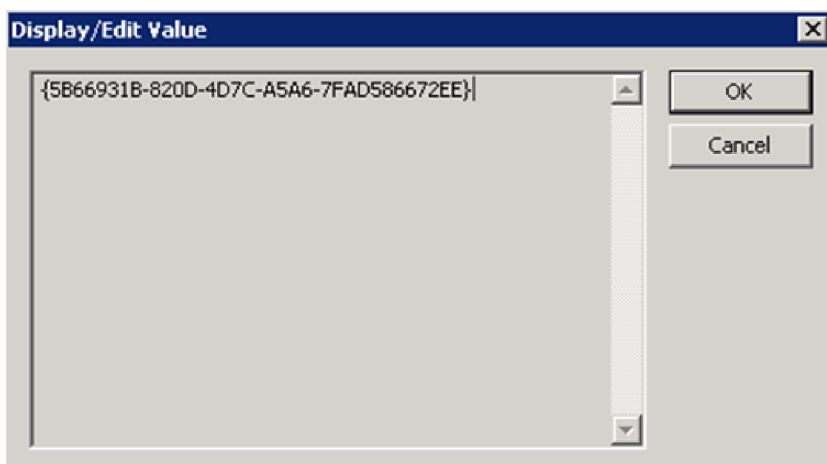 Display/Edit Value
{5B66931B-820D-4D7C-A5A6-7FAD586672EE}
OK
Cancel